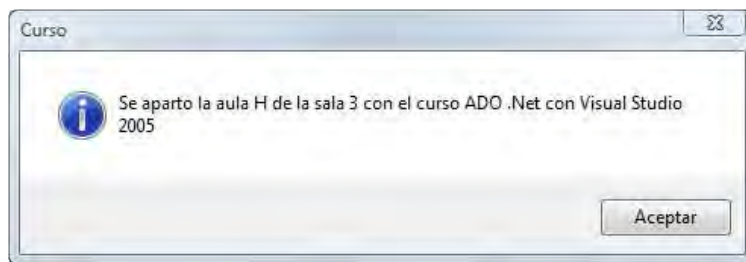 Curso
Se aparto la aula H de la sala 3 con el curso ADO .Net con Visual Studio
2005
Aceptar